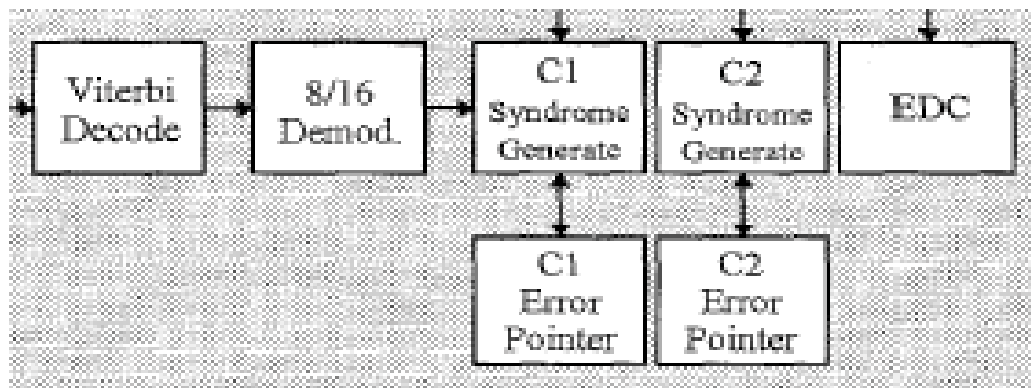 Viterbi
Decode
8/16
Demod.
C1
Syndrome
Generate
C2
Syndrome
Generate
EDC
C1
Error
Pointer
C2
Error
Pointer